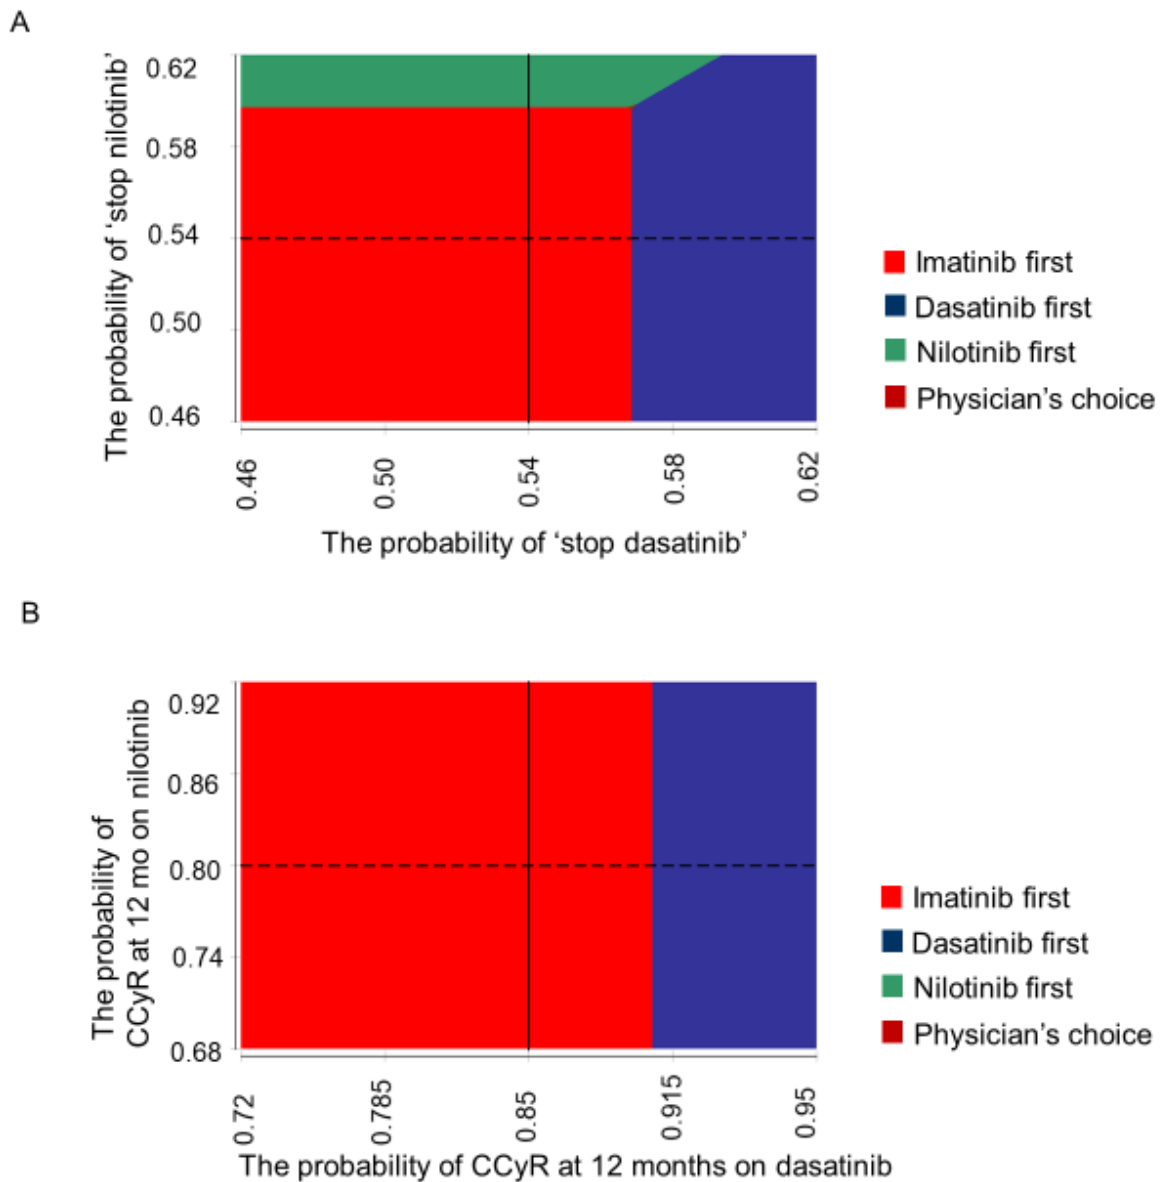 A
The probability of ‘stop nilotinib’
0.62
0.58
0.54
0.50
0.46
0.46
0.50
0.54
0.58
0.62
The probability of ‘stop dasatinib’
Imatinib first
Dasatinib first
Nilotinib first
Physician’s choice
B
The probability of
CCyR at 12 mo on nilotinib
0.92
0.86
0.80
0.74
0.68
0.72
0.785
0.85
0.915
0.95
The probability of CCyR at 12 months on dasatinib
Imatinib first
Dasatinib first
Nilotinib first
Physician’s choice